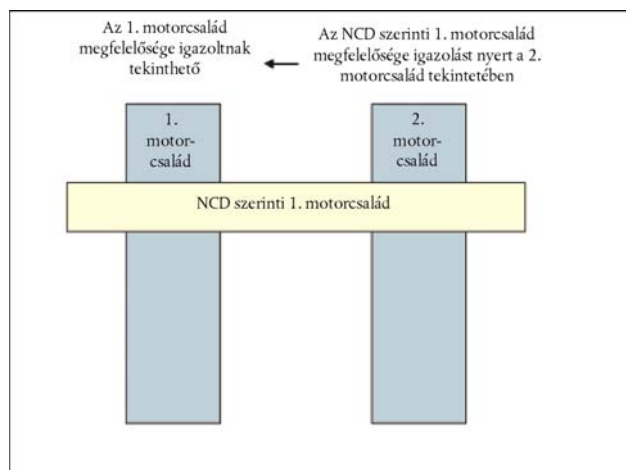 Az 1. motorcsalád
megfelelősége igazoltnak
tekinthető
Az NCD szerinti 1. motorcsalád
megfelelősége igazolást nyert a 2.
motorcsalád tekintetében
1.
motor-
család
2.
motor-
család
NCD szerinti 1. motorcsalád